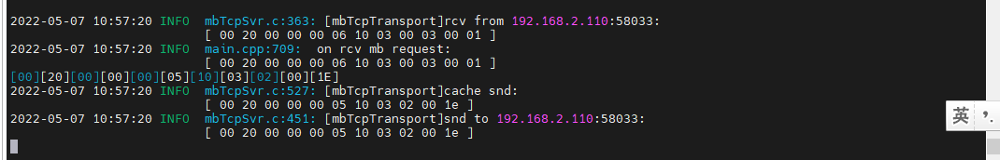 2022-05-07 10:57:20 INFO  mbTcpSvr.c:363: [mbTcpTransport]rcv from 192.168.2.110:58033:
[ 00 20 00 00 00 06 10 03 00 03 00 01 ]
2022-05-07 10:57:20 INFO  main.cpp:709:  on rcv mb request:
[ 00 20 00 00 00 06 10 03 00 03 00 01 ]
[00][20][00][00][00][05][10][03][02][00][1E]
2022-05-07 10:57:20 INFO  mbTcpSvr.c:527: [mbTcpTransport]cache snd:
[ 00 20 00 00 00 05 10 03 02 00 1e ]
2022-05-07 10:57:20 INFO  mbTcpSvr.c:451: [mbTcpTransport]snd to 192.168.2.110:58033:
[ 00 20 00 00 00 05 10 03 02 00 1e ]
英 ’,